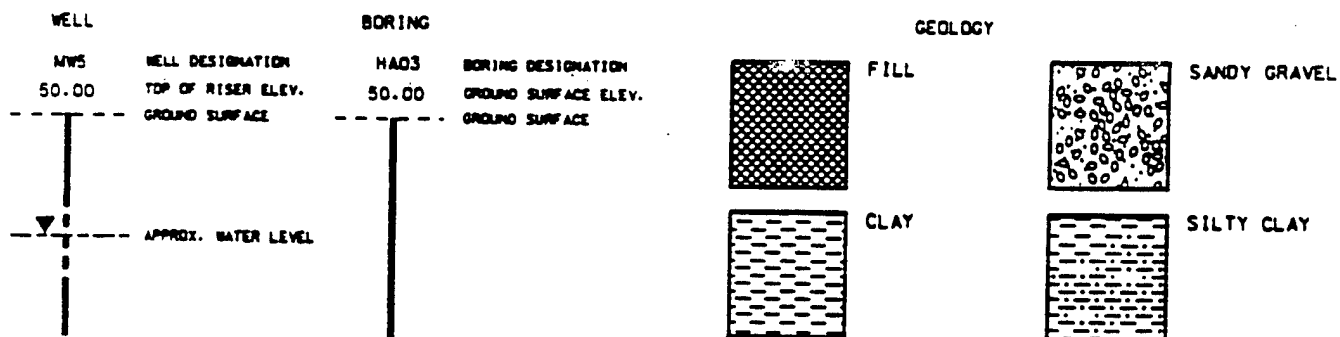 WELL
MW5 WELL DESIGNATION
50.00 TOP OF RISER ELEV.
GROUND SURFACE
APPROX. WATER LEVEL
BORING
HA03 BORING DESIGNATION
50.00 GROUND SURFACE ELEV.
GROUND SURFACE
GEOLOGY
FILL
SANDY GRAVEL
CLAY
SILTY CLAY